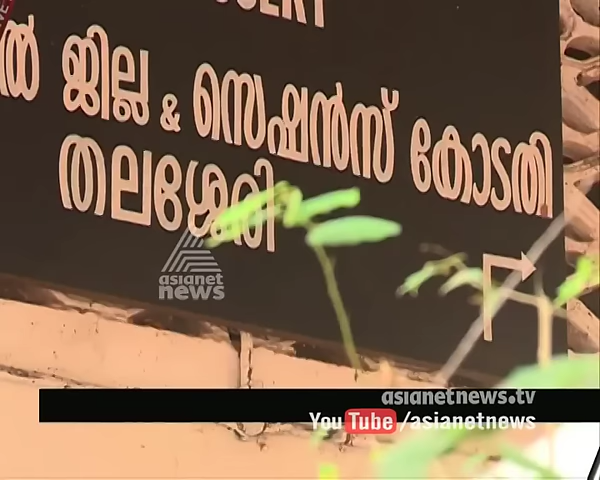 ൽ ജില്ല & സെഷൻസ് കോടതി
തലശ്ശേരി
asianet
news
asianetnews.tv
YouTube/asianetnews